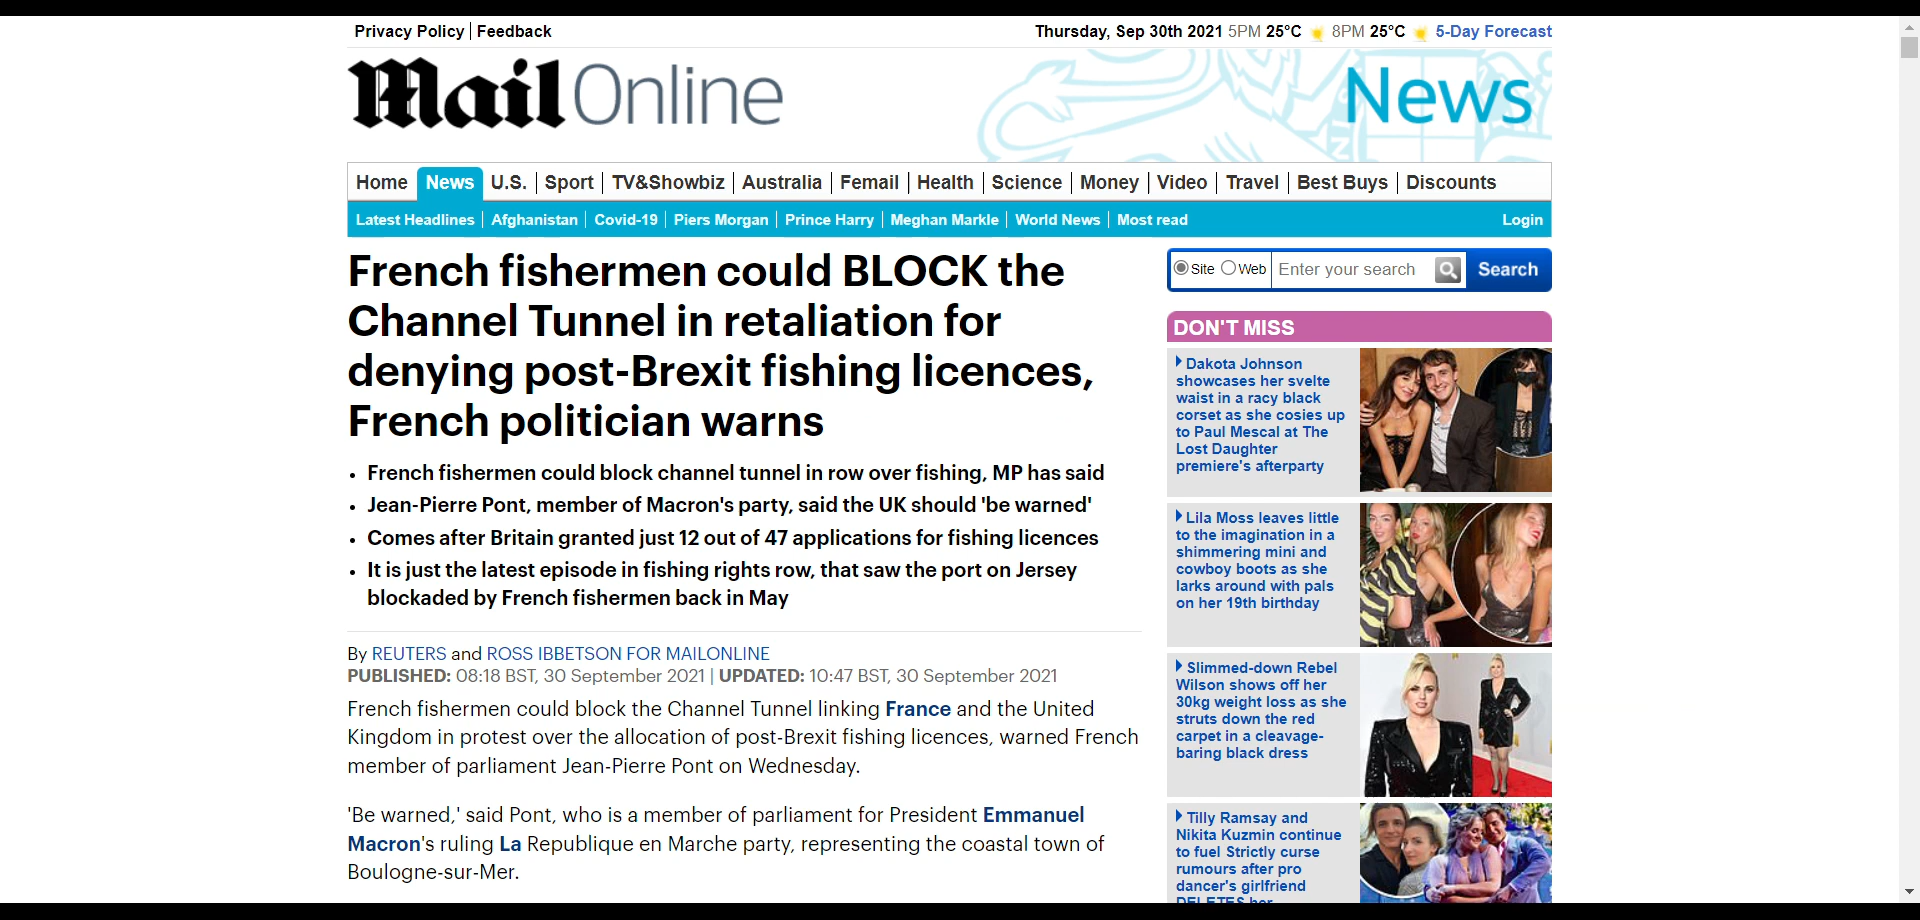 Privacy Policy | Feedback
Thursday, Sep 30th 2021 5PM 25°C 8PM 25°C 5-Day Forecast
Mail Online
News
Home News U.S. Sport TV&Showbiz Australia Femail Health Science Money Video Travel Best Buys Discounts
Latest Headlines Afghanistan Covid-19 Piers Morgan Prince Harry Meghan Markle World News Most read Login
French fishermen could BLOCK the
Channel Tunnel in retaliation for
denying post-Brexit fishing licences,
French politician warns
• French fishermen could block channel tunnel in row over fishing, MP has said
• Jean-Pierre Pont, member of Macron's party, said the UK should 'be warned'
• Comes after Britain granted just 12 out of 47 applications for fishing licences
• It is just the latest episode in fishing rights row, that saw the port on Jersey
blockaded by French fishermen back in May
By REUTERS and ROSS IBBETSON FOR MAILONLINE
PUBLISHED: 08:18 BST, 30 September 2021 | UPDATED: 10:47 BST, 30 September 2021
French fishermen could block the Channel Tunnel linking France and the United
Kingdom in protest over the allocation of post-Brexit fishing licences, warned French
member of parliament Jean-Pierre Pont on Wednesday.
'Be warned,' said Pont, who is a member of parliament for President Emmanuel
Macron's ruling La Republique en Marche party, representing the coastal town of
Boulogne-sur-Mer.
Site Web Enter your search Search
DON'T MISS
Dakota Johnson
showcases her svelte
waist in a racy black
corset as she cosies up
to Paul Mescal at The
Lost Daughter
premiere's afterparty
Lila Moss leaves little
to the imagination in a
shimmering mini and
cowboy boots as she
larks around with pals
on her 19th birthday
Slimmed-down Rebel
Wilson shows off her
30kg weight loss as she
struts down the red
carpet in a cleavage-
baring black dress
Tilly Ramsay and
Nikita Kuzmin continue
to fuel Strictly curse
rumours after pro
dancer's girlfriend
DELETES her